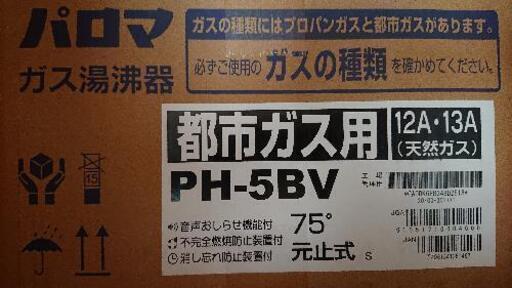 パロマ
ガス湯沸器
ガスの種類にはプロパンガスと都市ガスがあります。
必ずご使用のガスの種類を確かめてください。
都市ガス用
12A・13A
(天然ガス)
PH-5BV
音声おしらせ機能付
不完全燃焼防止装置付
消し忘れ防止装置付
75°
元止式 S
15
JAN